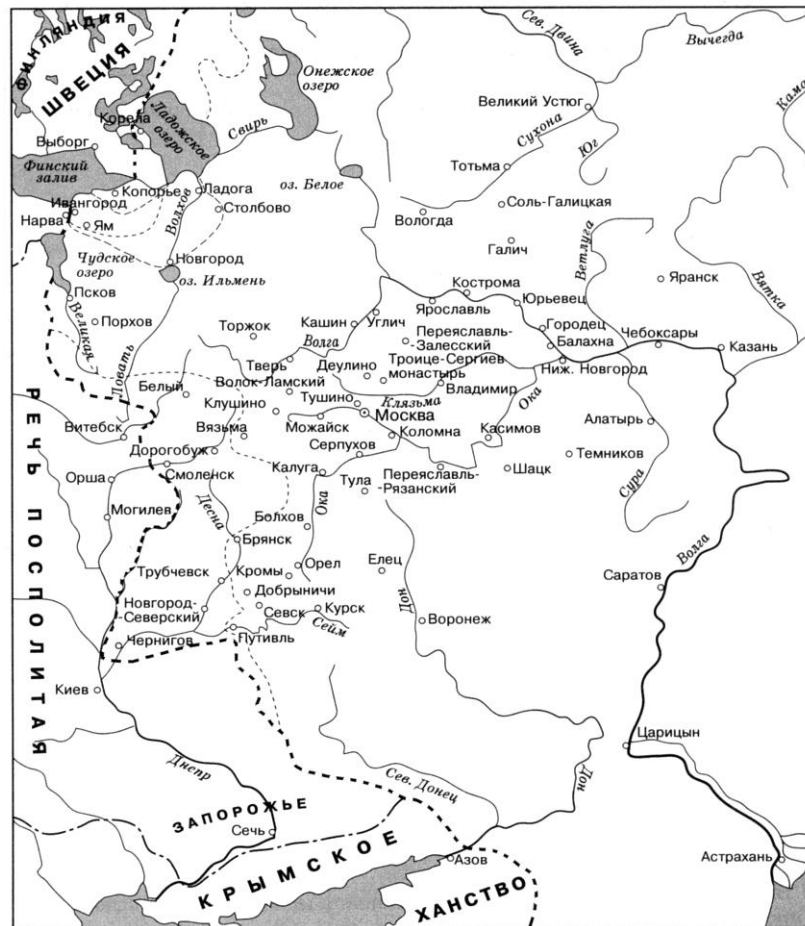 ФИНЛЯНДИЯ
ШВЕЦИЯ
Сев. Двина
Вычегда
Кама
Онежское
озеро
Великий Устюг
Корела
Ладожское
озеро
Свирь
Сухона
Юг
Выборг
Финский
залив
Тотьма
оз. Белое
Копорье
Ладога
Соль-Галицкая
Ивангород
Столбово
Вологда
Нарва
Ям
Волхов
Галич
Ветлуга
Чудское
озеро
Новгород
оз. Ильмень
Яранск
Вятка
Псков
Кострома
Юрьевец
Ярославль
Великая
Порхов
Торжок
Кашин
Углич
Переяславль-
Залесский
Городец
Балахна
Чебоксары
Казань
Волга
Ловать
Тверь
Деулино
Троице-Сергиев
монастырь
Ниж. Новгород
Белый
Волок-Ламский
Владимир
Клушино
Тушино
Клязьма
Ока
Москва
Витебск
Вязьма
Можайск
Коломна
Касимов
Алатырь
Дорогобуж
Серпухов
Темников
Орша
Смоленск
Калуга
Тула
Переяславль-
-Рязанский
Шацк
Сура
Могилев
Десна
Ока
Болхов
Брянск
Волга
Трубчевск
Кромы
Орел
Елец
Саратов
Добрыничи
Дон
Новгород-
-Северский
Севск
Курск
Воронеж
Чернигов
Путивль
Сейм
РЕЧЬ ПОСПОЛИТАЯ
Киев
Царицын
Днепр
Сев. Донец
Дон
ЗАПОРОЖЬЕ
Сечь
КРЫМСКОЕ
Азов
Астрахань
ХАНСТВО